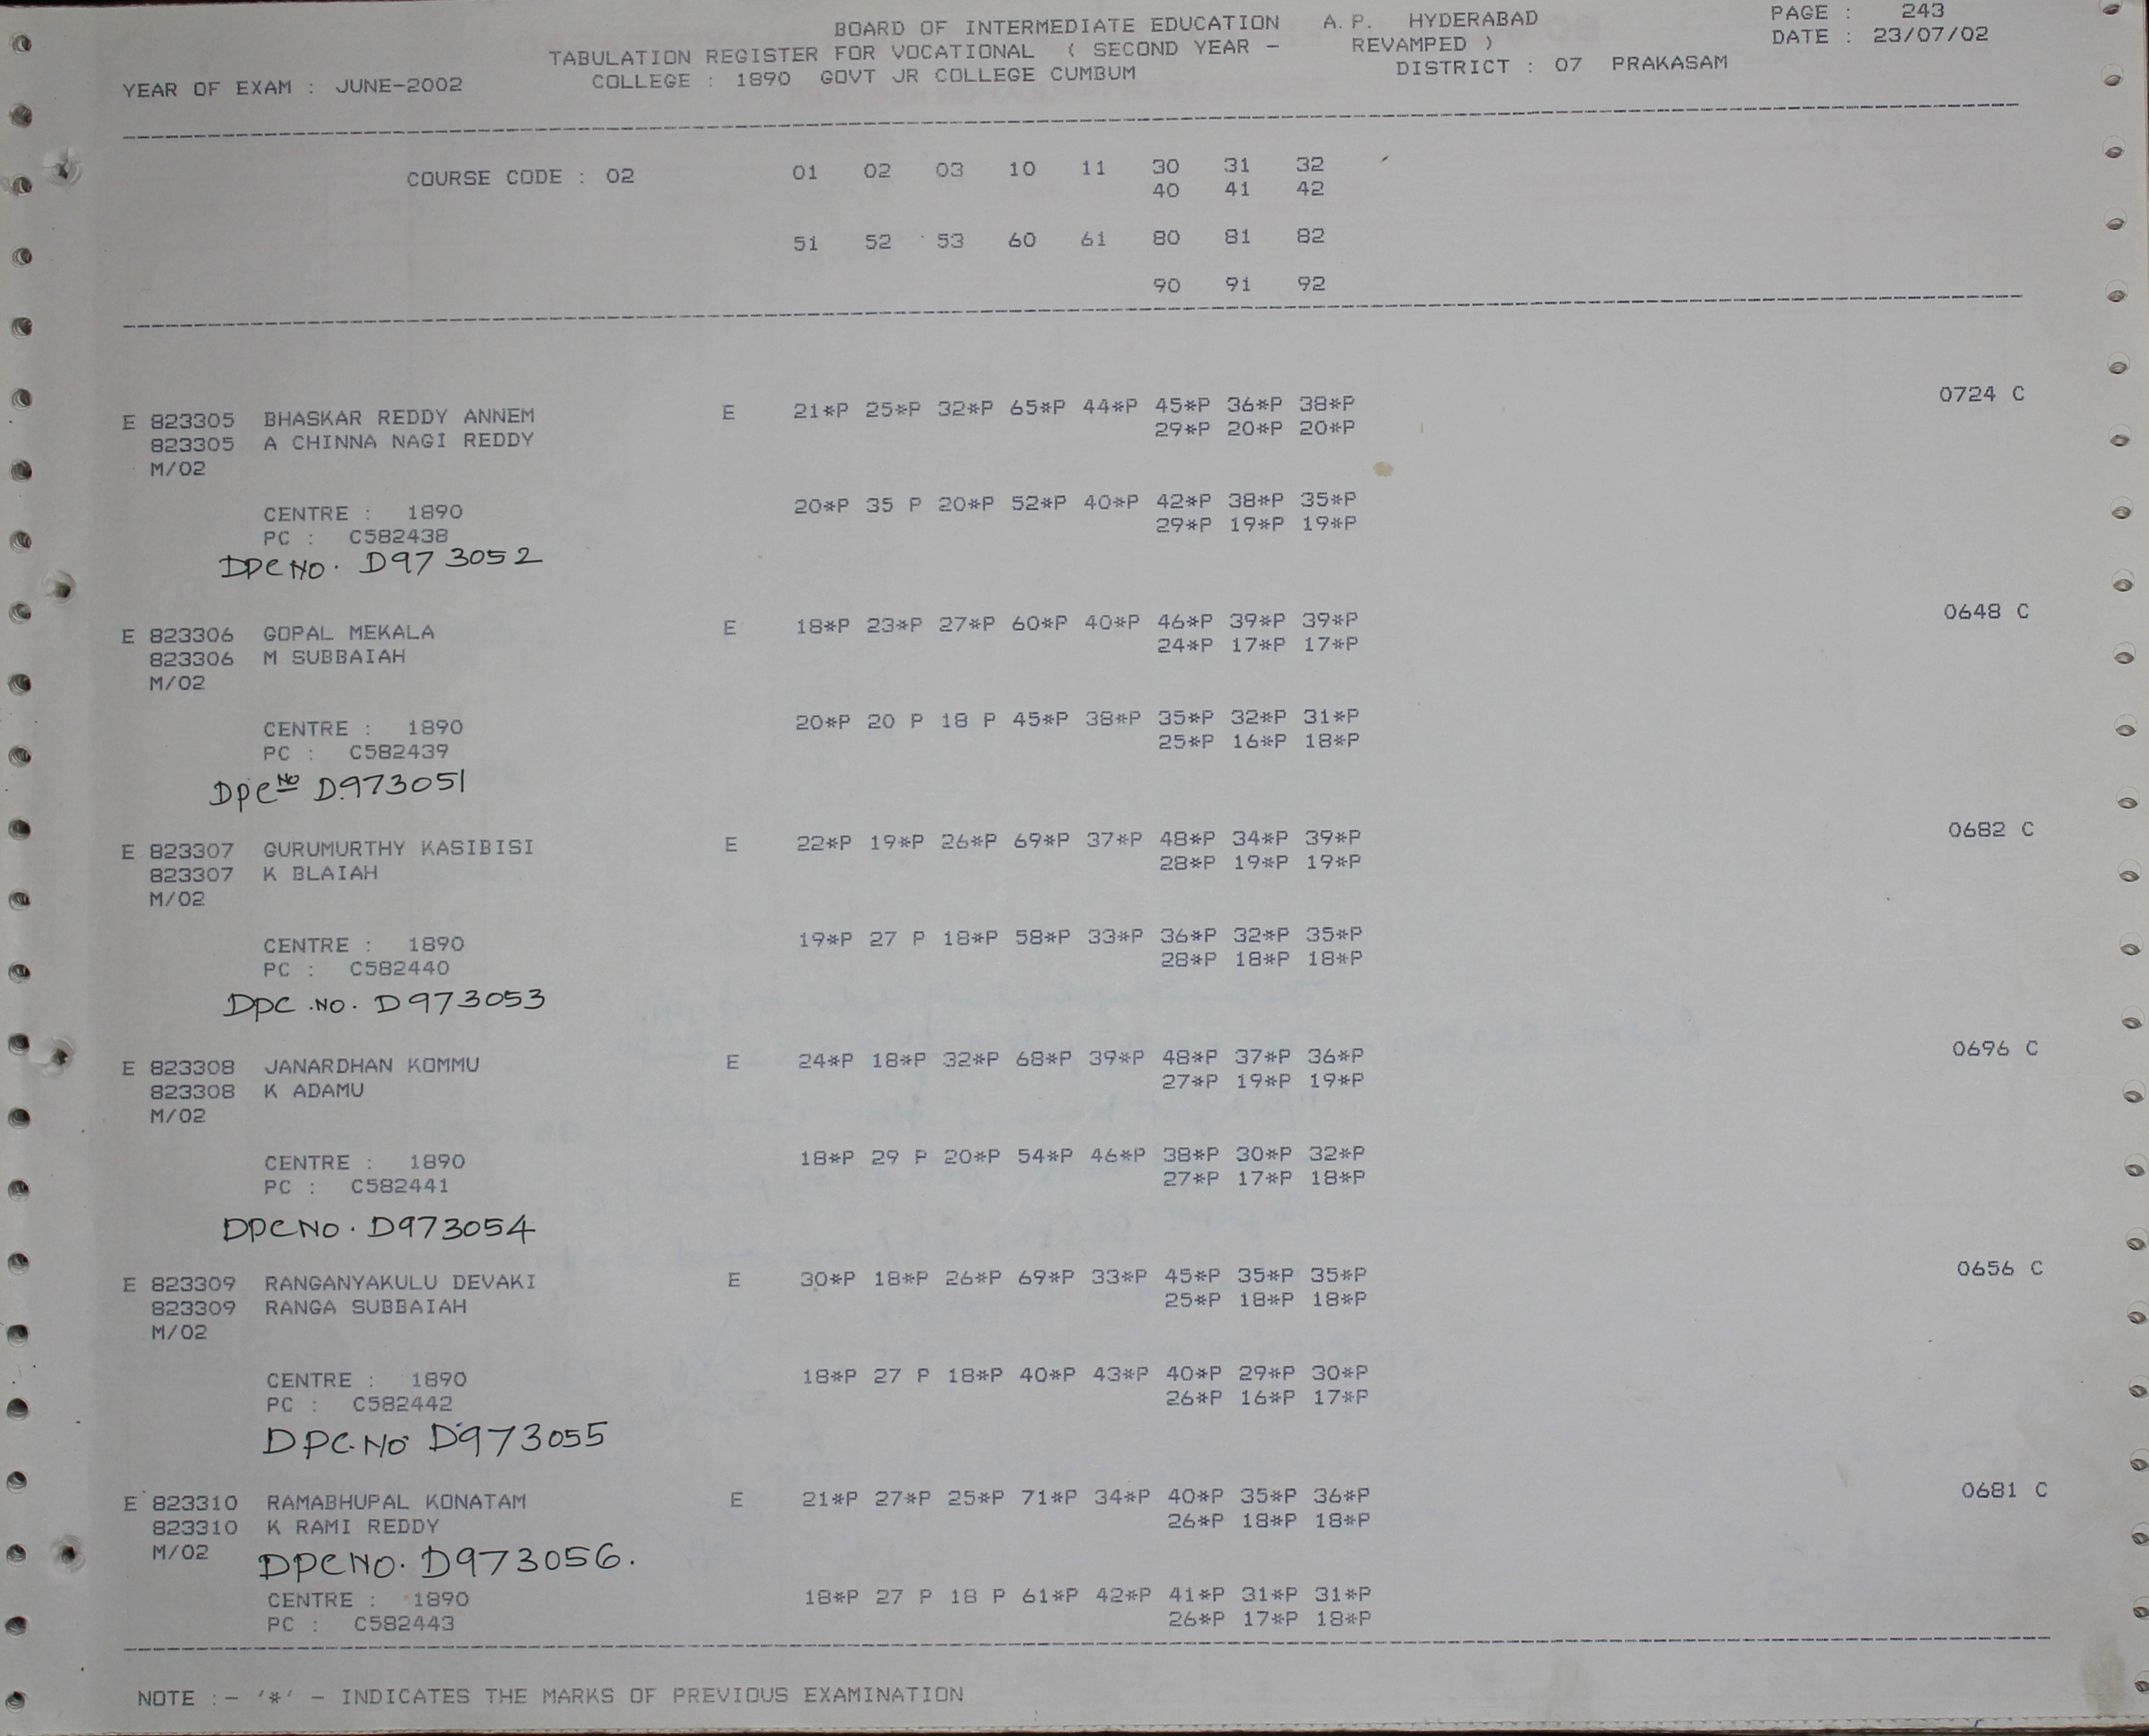 BOARD OF INTERMEDIATE EDUCATION A.P. HYDERABAD PAGE : 243
TABULATION REGISTER FOR VOCATIONAL ( SECOND YEAR - REVAMPED ) DATE : 23/07/02
YEAR OF EXAM : JUNE-2002 COLLEGE : 1890 GOVT JR COLLEGE CUMBUM DISTRICT : 07 PRAKASAM
COURSE CODE : 02 01 02 03 10 11 30 31 32
40 41 42
51 52 53 60 61 80 81 82
90 91 92
E 823305 BHASKAR REDDY ANNEM E 21*P 25*P 32*P 65*P 44*P 45*P 36*P 38*P 0724 C
823305 A CHINNA NAGI REDDY 29*P 20*P 20*P
M/02
CENTRE : 1890 20*P 35 P 20*P 52*P 40*P 42*P 38*P 35*P
PC : C582438 29*P 19*P 19*P
DPC NO. D973052
E 823306 GOPAL MEKALA E 18*P 23*P 27*P 60*P 40*P 46*P 39*P 39*P 0648 C
823306 M SUBBAIAH 24*P 17*P 17*P
M/02
CENTRE : 1890 20*P 20 P 18 P 45*P 38*P 35*P 32*P 31*P
PC : C582439 25*P 16*P 18*P
DPC No D.973051
E 823307 GURUMURTHY KASIBISI E 22*P 19*P 26*P 69*P 37*P 48*P 34*P 39*P 0682 C
823307 K BLAIAH 28*P 19*P 19*P
M/02
CENTRE : 1890 19*P 27 P 18*P 58*P 33*P 36*P 32*P 35*P
PC : C582440 28*P 18*P 18*P
DPC .NO. D973053
E 823308 JANARDHAN KOMMU E 24*P 18*P 32*P 68*P 39*P 48*P 37*P 36*P 0696 C
823308 K ADAMU 27*P 19*P 19*P
M/02
CENTRE : 1890 18*P 29 P 20*P 54*P 46*P 38*P 30*P 32*P
PC : C582441 27*P 17*P 18*P
DPC NO. D973054
E 823309 RANGANYAKULU DEVAKI E 30*P 18*P 26*P 69*P 33*P 45*P 35*P 35*P 0656 C
823309 RANGA SUBBAIAH 25*P 18*P 18*P
M/02
CENTRE : 1890 18*P 27 P 18*P 40*P 43*P 40*P 29*P 30*P
PC : C582442 26*P 16*P 17*P
DPC. No D973055
E 823310 RAMABHUPAL KONATAM E 21*P 27*P 25*P 71*P 34*P 40*P 35*P 36*P 0681 C
823310 K RAMI REDDY 26*P 18*P 18*P
M/02 DPC NO. D973056.
CENTRE : 1890 18*P 27 P 18 P 61*P 42*P 41*P 31*P 31*P
PC : C582443 26*P 17*P 18*P
NOTE :- '*' - INDICATES THE MARKS OF PREVIOUS EXAMINATION